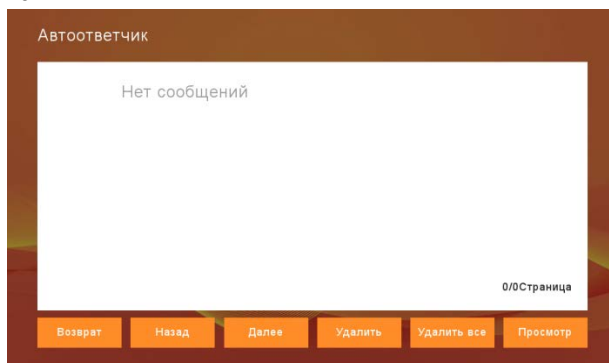 Автоответчик
Нет сообщений
0/0Страница
Возврат Назад Далее Удалить Удалить все Просмотр